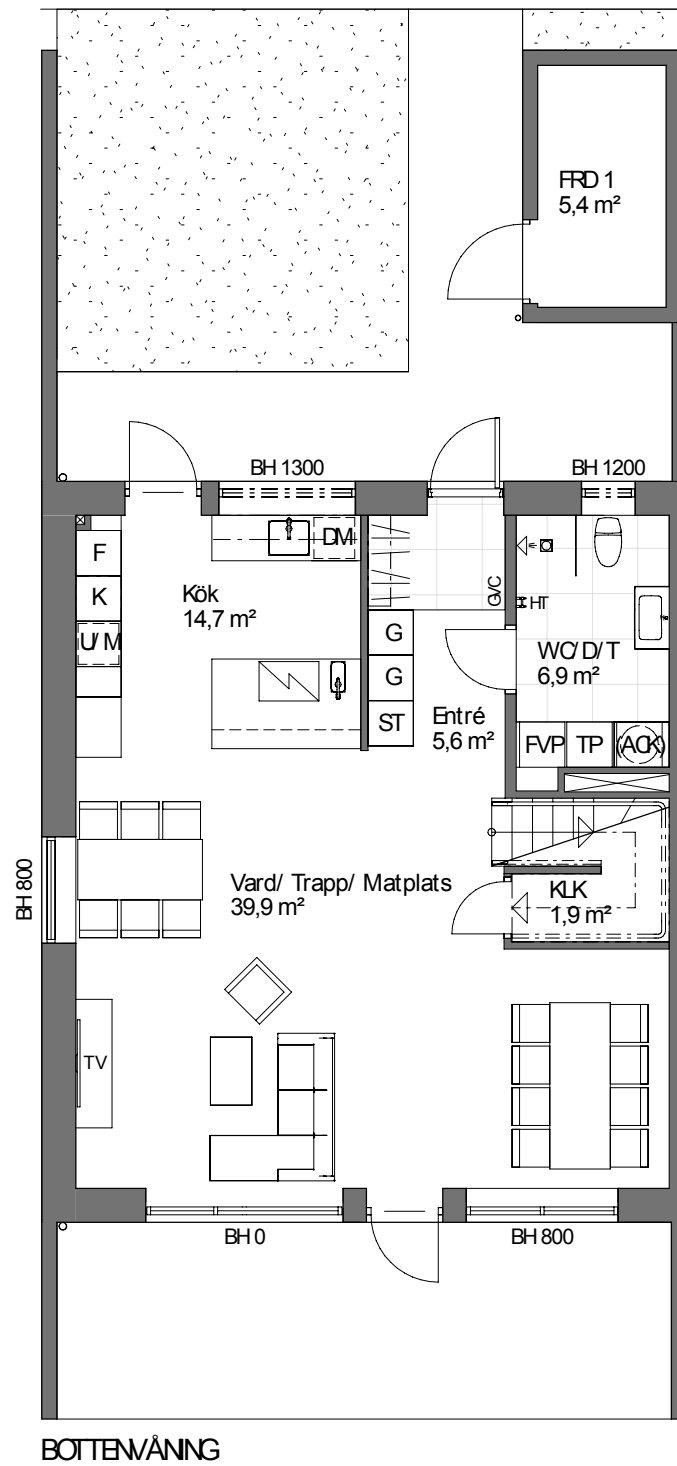 FRD 1
5,4 m²
BH 1300
BH 1200
DM
F
K
U/ M
Kök
14,7 m²
GVC
HT
G
G
ST
WC/ D/ T
6,9 m²
Entré
5,6 m²
FVP
TP
(ACK)
BH 800
Vard/ Trapp/ Matplats
39,9 m²
KLK
1,9 m²
TV
BH 0
BH 800
BOTTENVÅNING